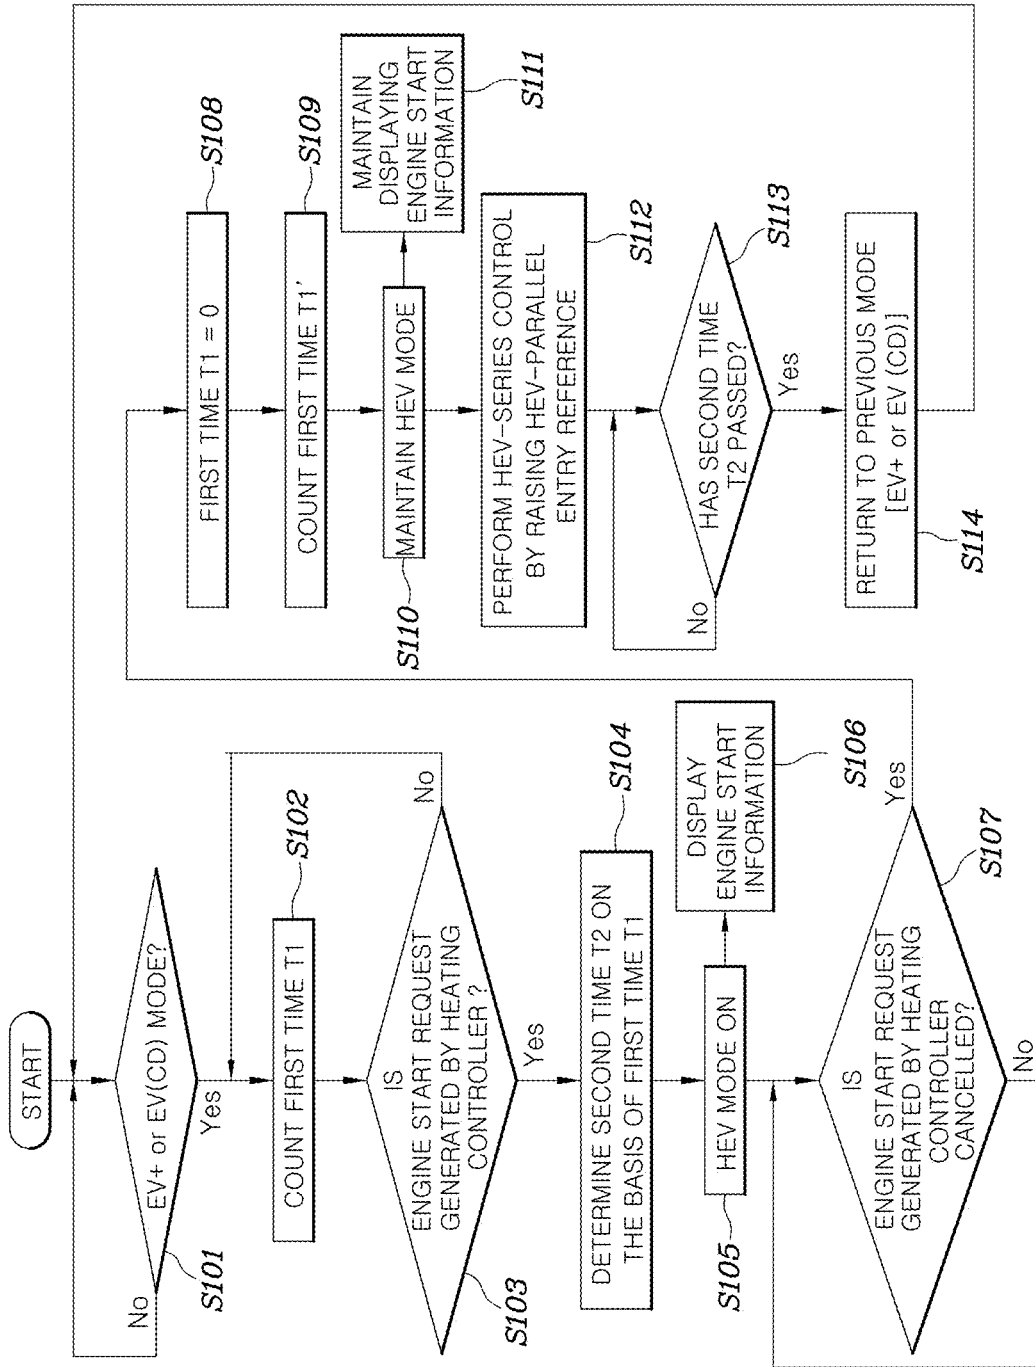 START
EV+ or EV(CD) MODE?
S101
No
Yes
COUNT FIRST TIME T1
S102
IS
ENGINE START REQUEST
GENERATED BY HEATING
CONTROLLER ?
S103
No
Yes
DETERMINE SECOND TIME T2 ON
THE BASIS OF FIRST TIME T1
S104
HEV MODE ON
S105
DISPLAY
ENGINE START
INFORMATION
S106
IS
ENGINE START REQUEST
GENERATED BY HEATING
CONTROLLER
CANCELLED?
S107
Yes
No
FIRST TIME T1 = 0
S108
COUNT FIRST TIME T1'
S109
MAINTAIN HEV MODE
S110
MAINTAIN
DISPLAYING
ENGINE START
INFORMATION
S111
PERFORM HEV-SERIES CONTROL
BY RAISING HEV-PARALLEL
ENTRY REFERENCE
S112
HAS SECOND TIME
T2 PASSED?
S113
No
Yes
RETURN TO PREVIOUS MODE
[EV+ or EV (CD)]
S114